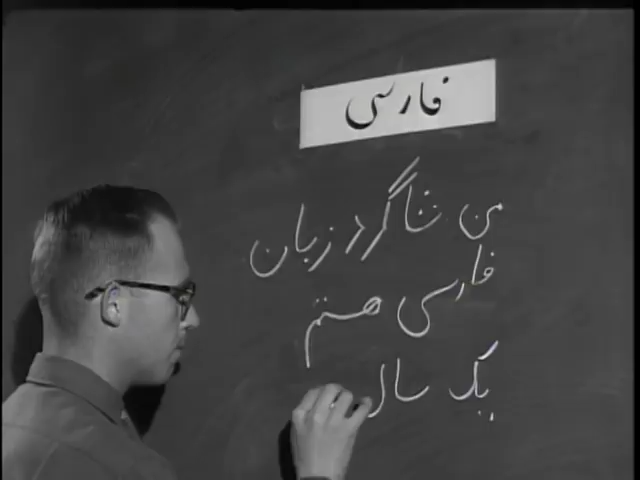 فارسی
من شاگرد زبان
فارسی هستم
یک سال